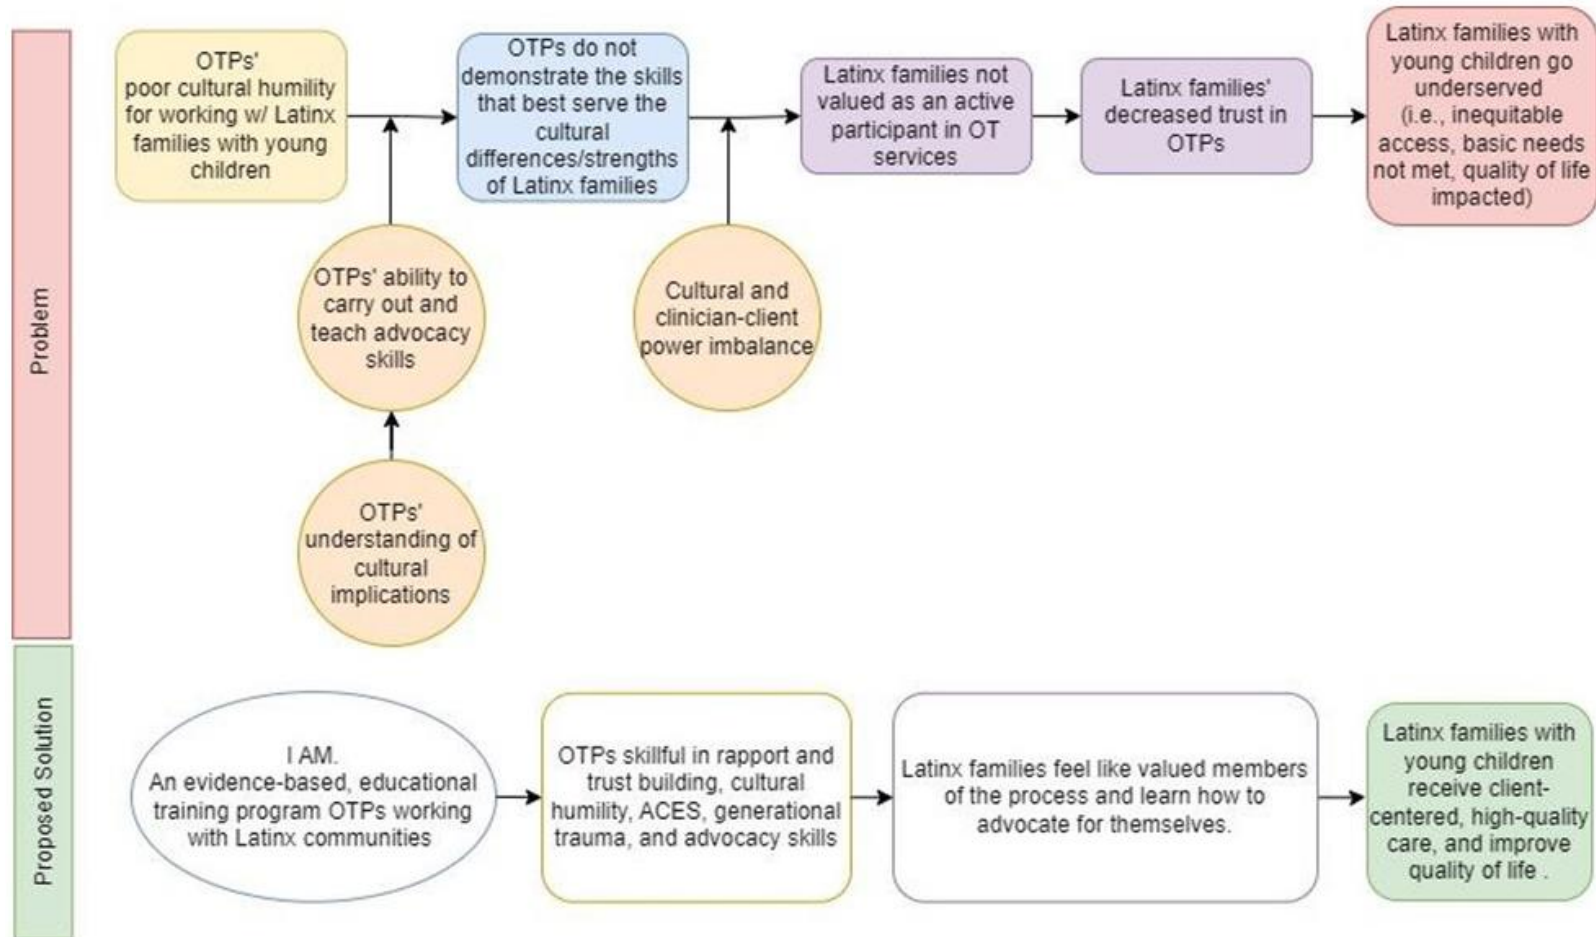 Problem
OTPs'
poor cultural humility
for working w/ Latinx
families with young
children
OTPs do not
demonstrate the skills
that best serve the
cultural
differences/strengths
of Latinx families
Latinx families not
valued as an active
participant in OT
services
Latinx families'
decreased trust in
OTPs
Latinx families with
young children go
underserved
(i.e., inequitable
access, basic needs
not met, quality of life
impacted)
OTPs' ability to
carry out and
teach advocacy
skills
Cultural and
clinician-client
power imbalance
OTPs'
understanding of
cultural
implications
Proposed Solution
I AM.
An evidence-based, educational
training program OTPs working
with Latinx communities
OTPs skillful in rapport and
trust building, cultural
humility, ACES, generational
trauma, and advocacy skills
Latinx families feel like valued members
of the process and learn how to
advocate for themselves.
Latinx families with
young children
receive client-
centered, high-quality
care, and improve
quality of life .